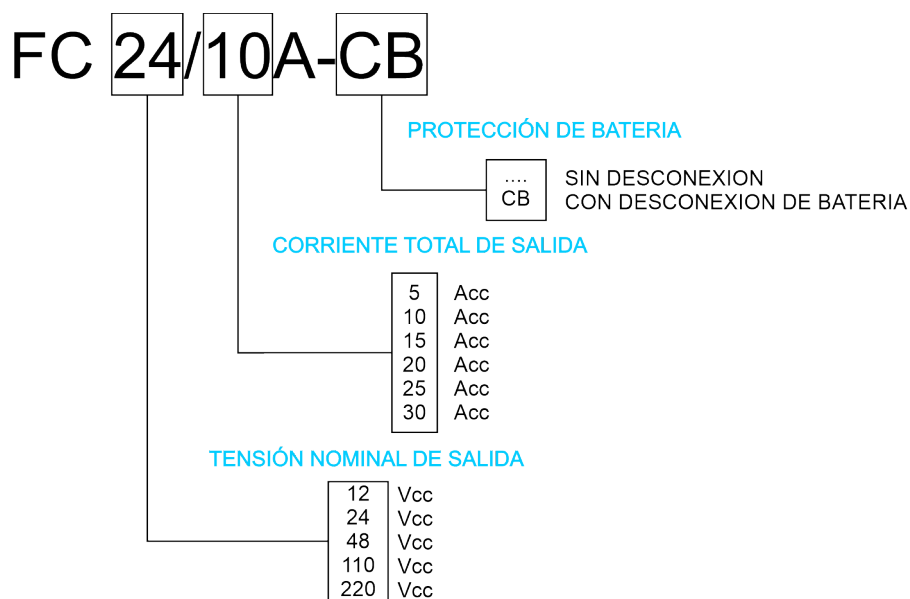 FC 24/10A-CB
PROTECCIÓN DE BATERIA
.... SIN DESCONEXION
CB CON DESCONEXION DE BATERIA
CORRIENTE TOTAL DE SALIDA
5 Acc
10 Acc
15 Acc
20 Acc
25 Acc
30 Acc
TENSIÓN NOMINAL DE SALIDA
12 Vcc
24 Vcc
48 Vcc
110 Vcc
220 Vcc